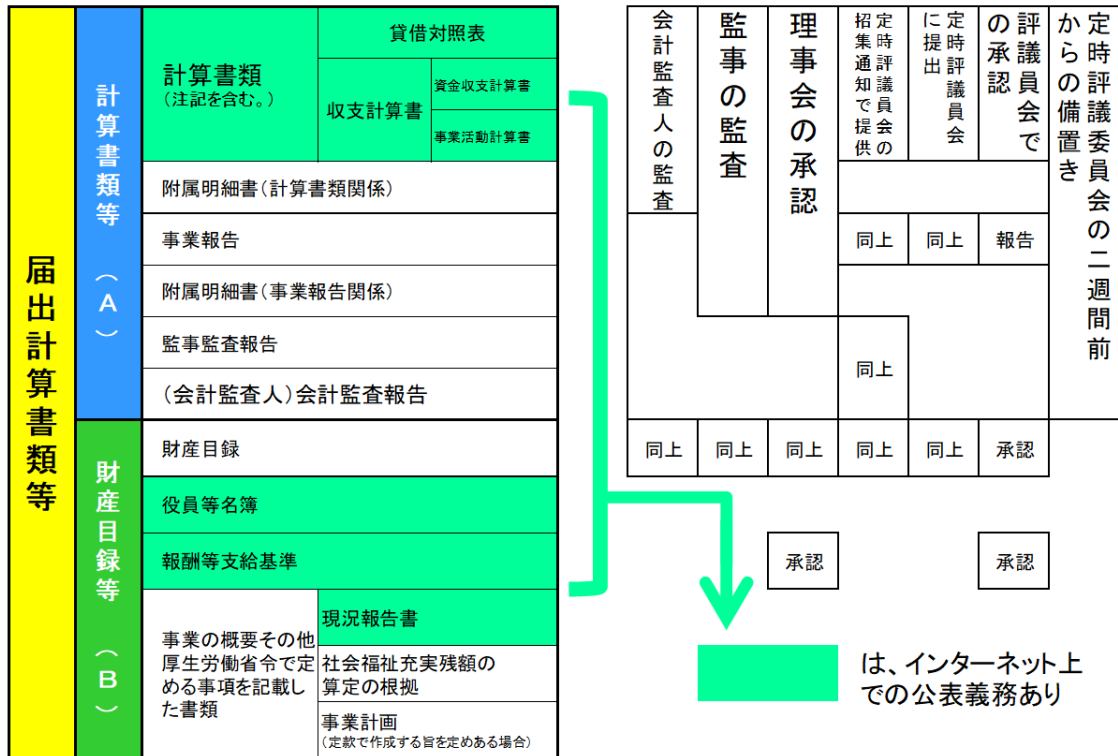 届出計算書類等
計算書類等（A）
計算書類
（注記を含む。）
貸借対照表
収支計算書
資金収支計算書
事業活動計算書
附属明細書（計算書類関係）
事業報告
附属明細書（事業報告関係）
監事監査報告
（会計監査人）会計監査報告
財産目録等（B）
財産目録
役員等名簿
報酬等支給基準
事業の概要その他
厚生労働省令で定
める事項を記載し
た書類
現況報告書
社会福祉充実残額の
算定の根拠
事業計画
（定款で作成する旨を定めある場合）
会計監査人の監査
監事の監査
理事会の承認
定時評議員会の
招集通知で提供
定時評議員会
に提出
評議員会で
の承認
定時評議委員会の二週間前
からの備置き
同上
同上
報告
同上
同上
同上
同上
同上
同上
承認
承認
承認
は、インターネット上
での公表義務あり